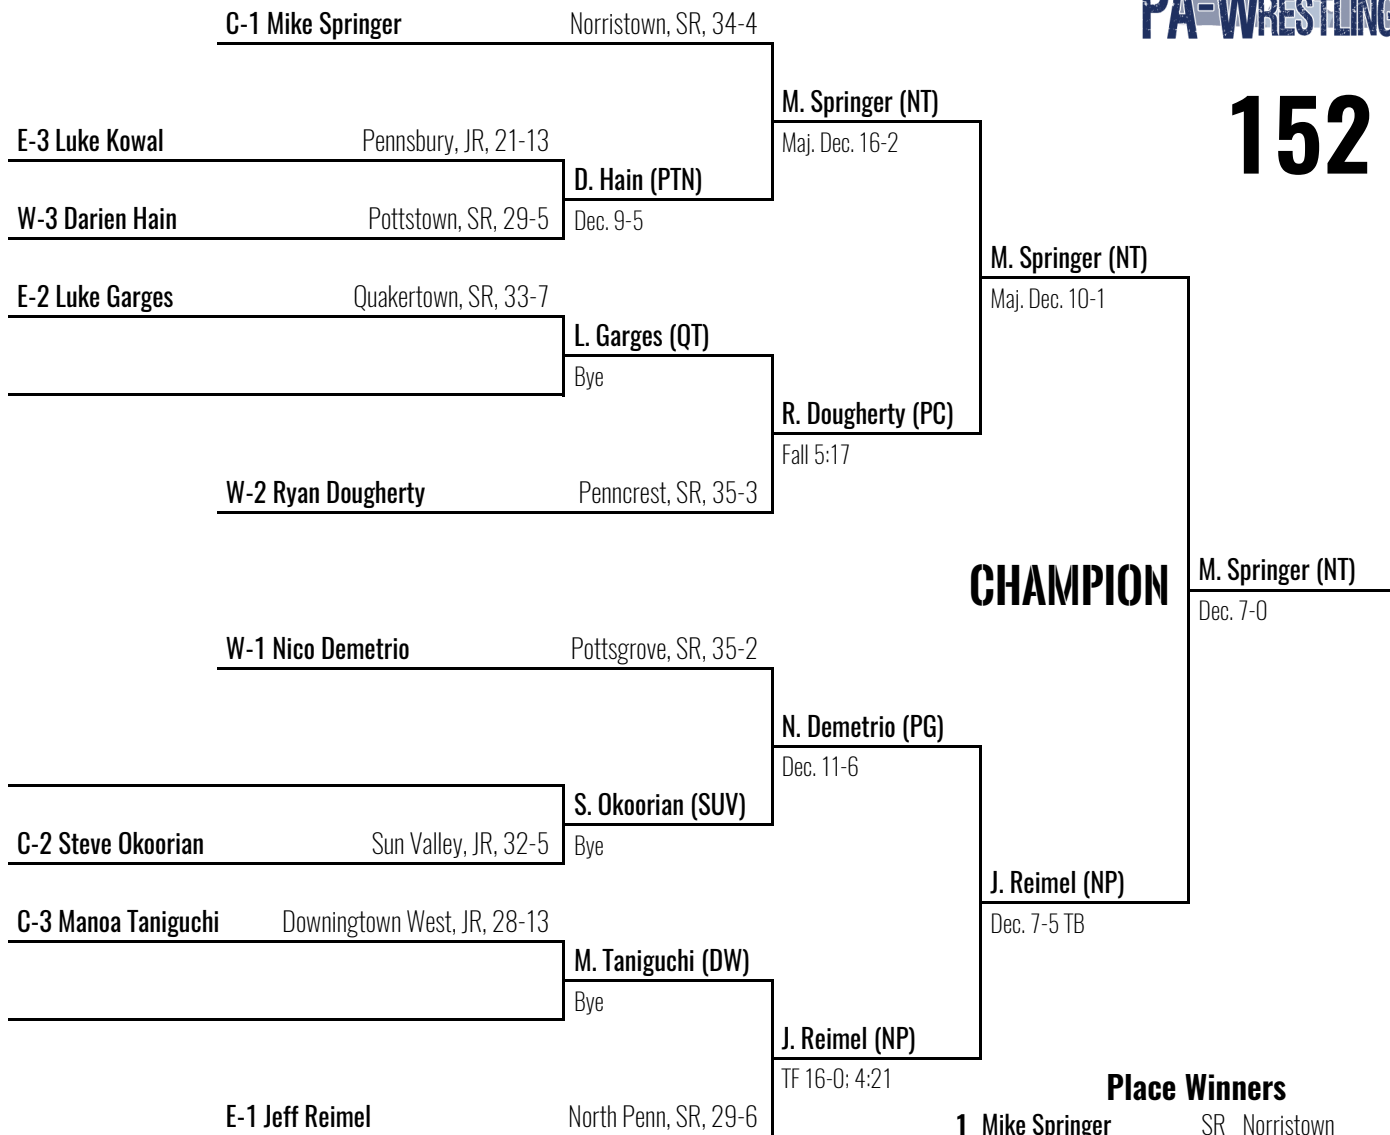 PA-WRESTLING
152
C-1 Mike Springer Norristown, SR, 34-4
M. Springer (NT)
Maj. Dec. 16-2
E-3 Luke Kowal Pennsbury, JR, 21-13
D. Hain (PTN)
Dec. 9-5
W-3 Darien Hain Pottstown, SR, 29-5
M. Springer (NT)
Maj. Dec. 10-1
E-2 Luke Garges Quakertown, SR, 33-7
L. Garges (QT)
Bye
R. Dougherty (PC)
Fall 5:17
W-2 Ryan Dougherty Penncrest, SR, 35-3
CHAMPION
M. Springer (NT)
Dec. 7-0
W-1 Nico Demetrio Pottsgrove, SR, 35-2
N. Demetrio (PG)
Dec. 11-6
S. Okoorian (SUV)
Bye
C-2 Steve Okoorian Sun Valley, JR, 32-5
J. Reimel (NP)
Dec. 7-5 TB
C-3 Manoa Taniguchi Downingtown West, JR, 28-13
M. Taniguchi (DW)
Bye
J. Reimel (NP)
TF 16-0; 4:21
E-1 Jeff Reimel North Penn, SR, 29-6
Place Winners
1 Mike Springer SR Norristown